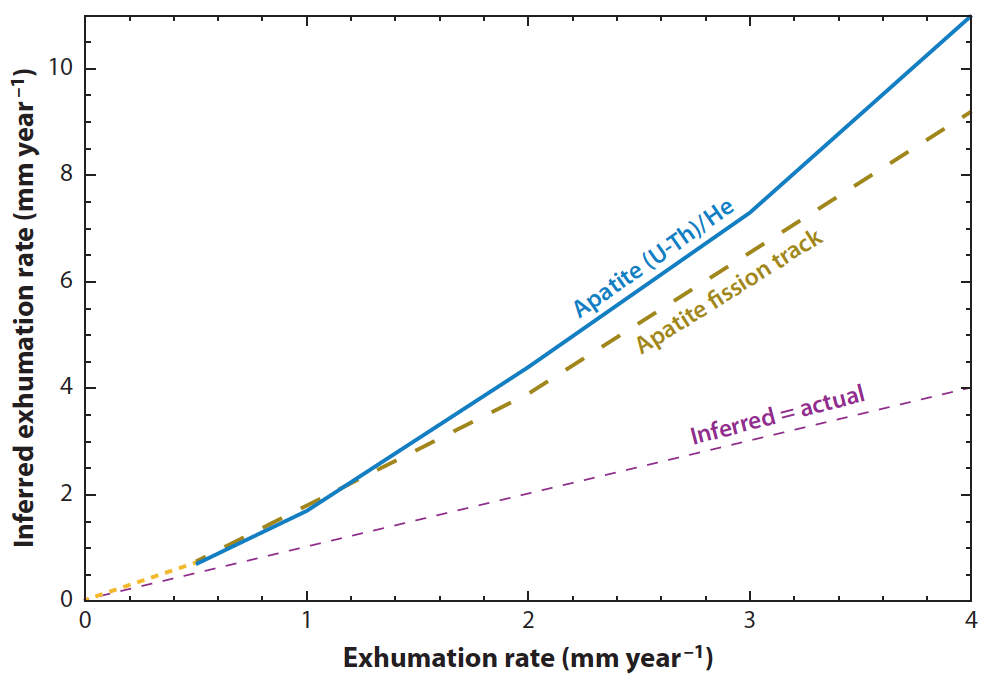 Inferred exhumation rate (mm year⁻¹)
10
8
6
4
2
0
Apatite (U-Th)/He
Apatite fission track
Inferred = actual
0 1 2 3 4
Exhumation rate (mm year⁻¹)